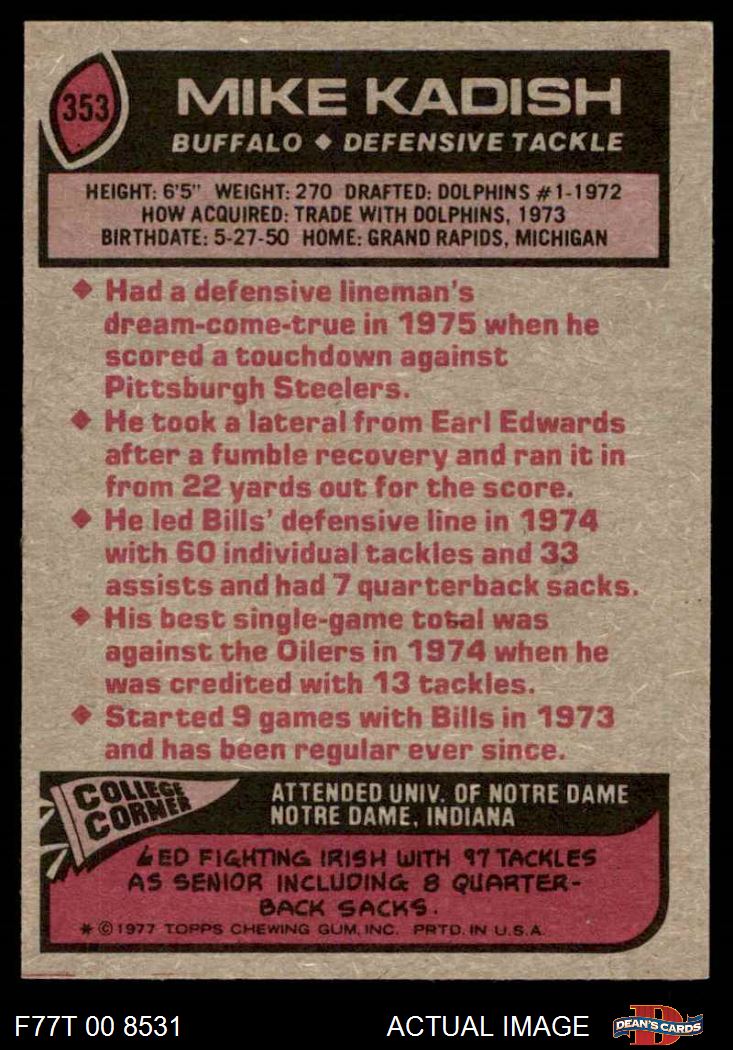 353
MIKE KADISH
BUFFALO ◆ DEFENSIVE TACKLE
HEIGHT: 6'5" WEIGHT: 270 DRAFTED: DOLPHINS #1-1972
HOW ACQUIRED: TRADE WITH DOLPHINS, 1973
BIRTHDATE: 5-27-50 HOME: GRAND RAPIDS, MICHIGAN
◆ Had a defensive lineman's
dream-come-true in 1975 when he
scored a touchdown against
Pittsburgh Steelers.
◆ He took a lateral from Earl Edwards
after a fumble recovery and ran it in
from 22 yards out for the score.
◆ He led Bills' defensive line in 1974
with 60 individual tackles and 33
assists and had 7 quarterback sacks.
◆ His best single-game total was
against the Oilers in 1974 when he
was credited with 13 tackles.
◆ Started 9 games with Bills in 1973
and has been regular ever since.
COLLEGE
CORNER
ATTENDED UNIV. OF NOTRE DAME
NOTRE DAME, INDIANA
LED FIGHTING IRISH WITH 97 TACKLES
AS SENIOR INCLUDING 8 QUARTER-
BACK SACKS.
* © 1977 TOPPS CHEWING GUM, INC. PRTD. IN U.S.A.
F77T 00 8531
ACTUAL IMAGE
D
DEAN'S CARDS